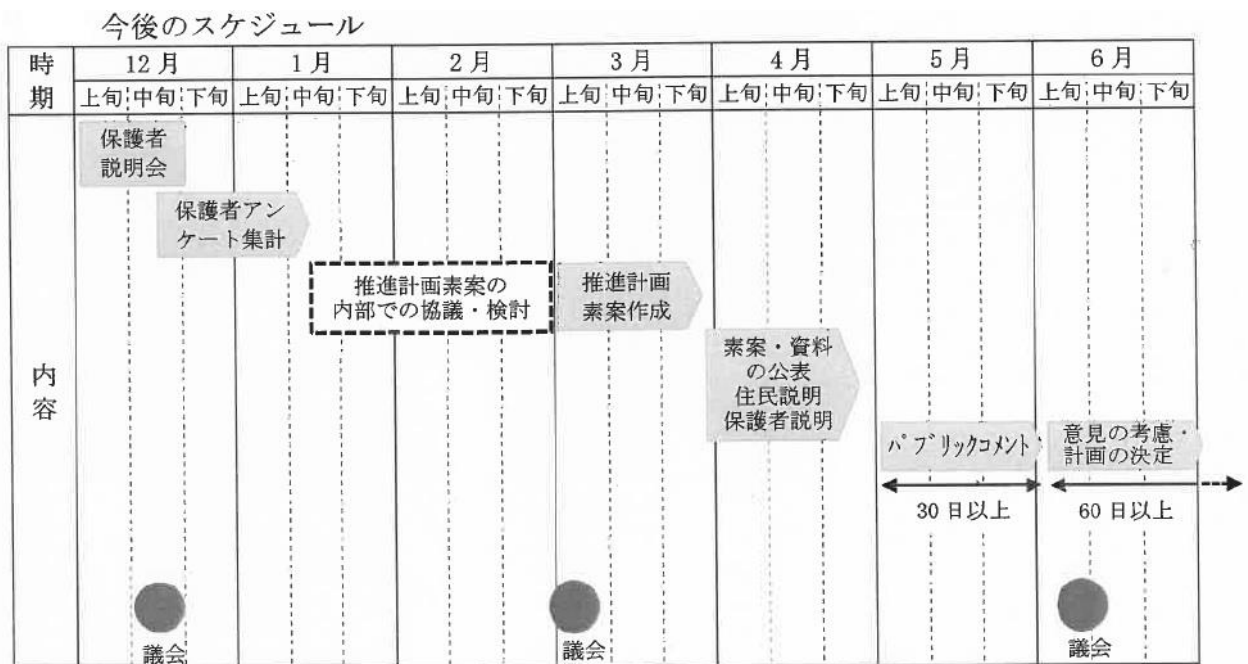 今後のスケジュール
時期
12月 1月 2月 3月 4月 5月 6月
上旬 中旬 下旬 上旬 中旬 下旬 上旬 中旬 下旬 上旬 中旬 下旬 上旬 中旬 下旬 上旬 中旬 下旬 上旬 中旬 下旬
内容
保護者
説明会
保護者アン
ケート集計
推進計画素案の
内部での協議・検討
推進計画
素案作成
素案・資料
の公表
住民説明
保護者説明
パブリックコメント
30日以上
意見の考慮・
計画の決定
60日以上
議会
議会
議会